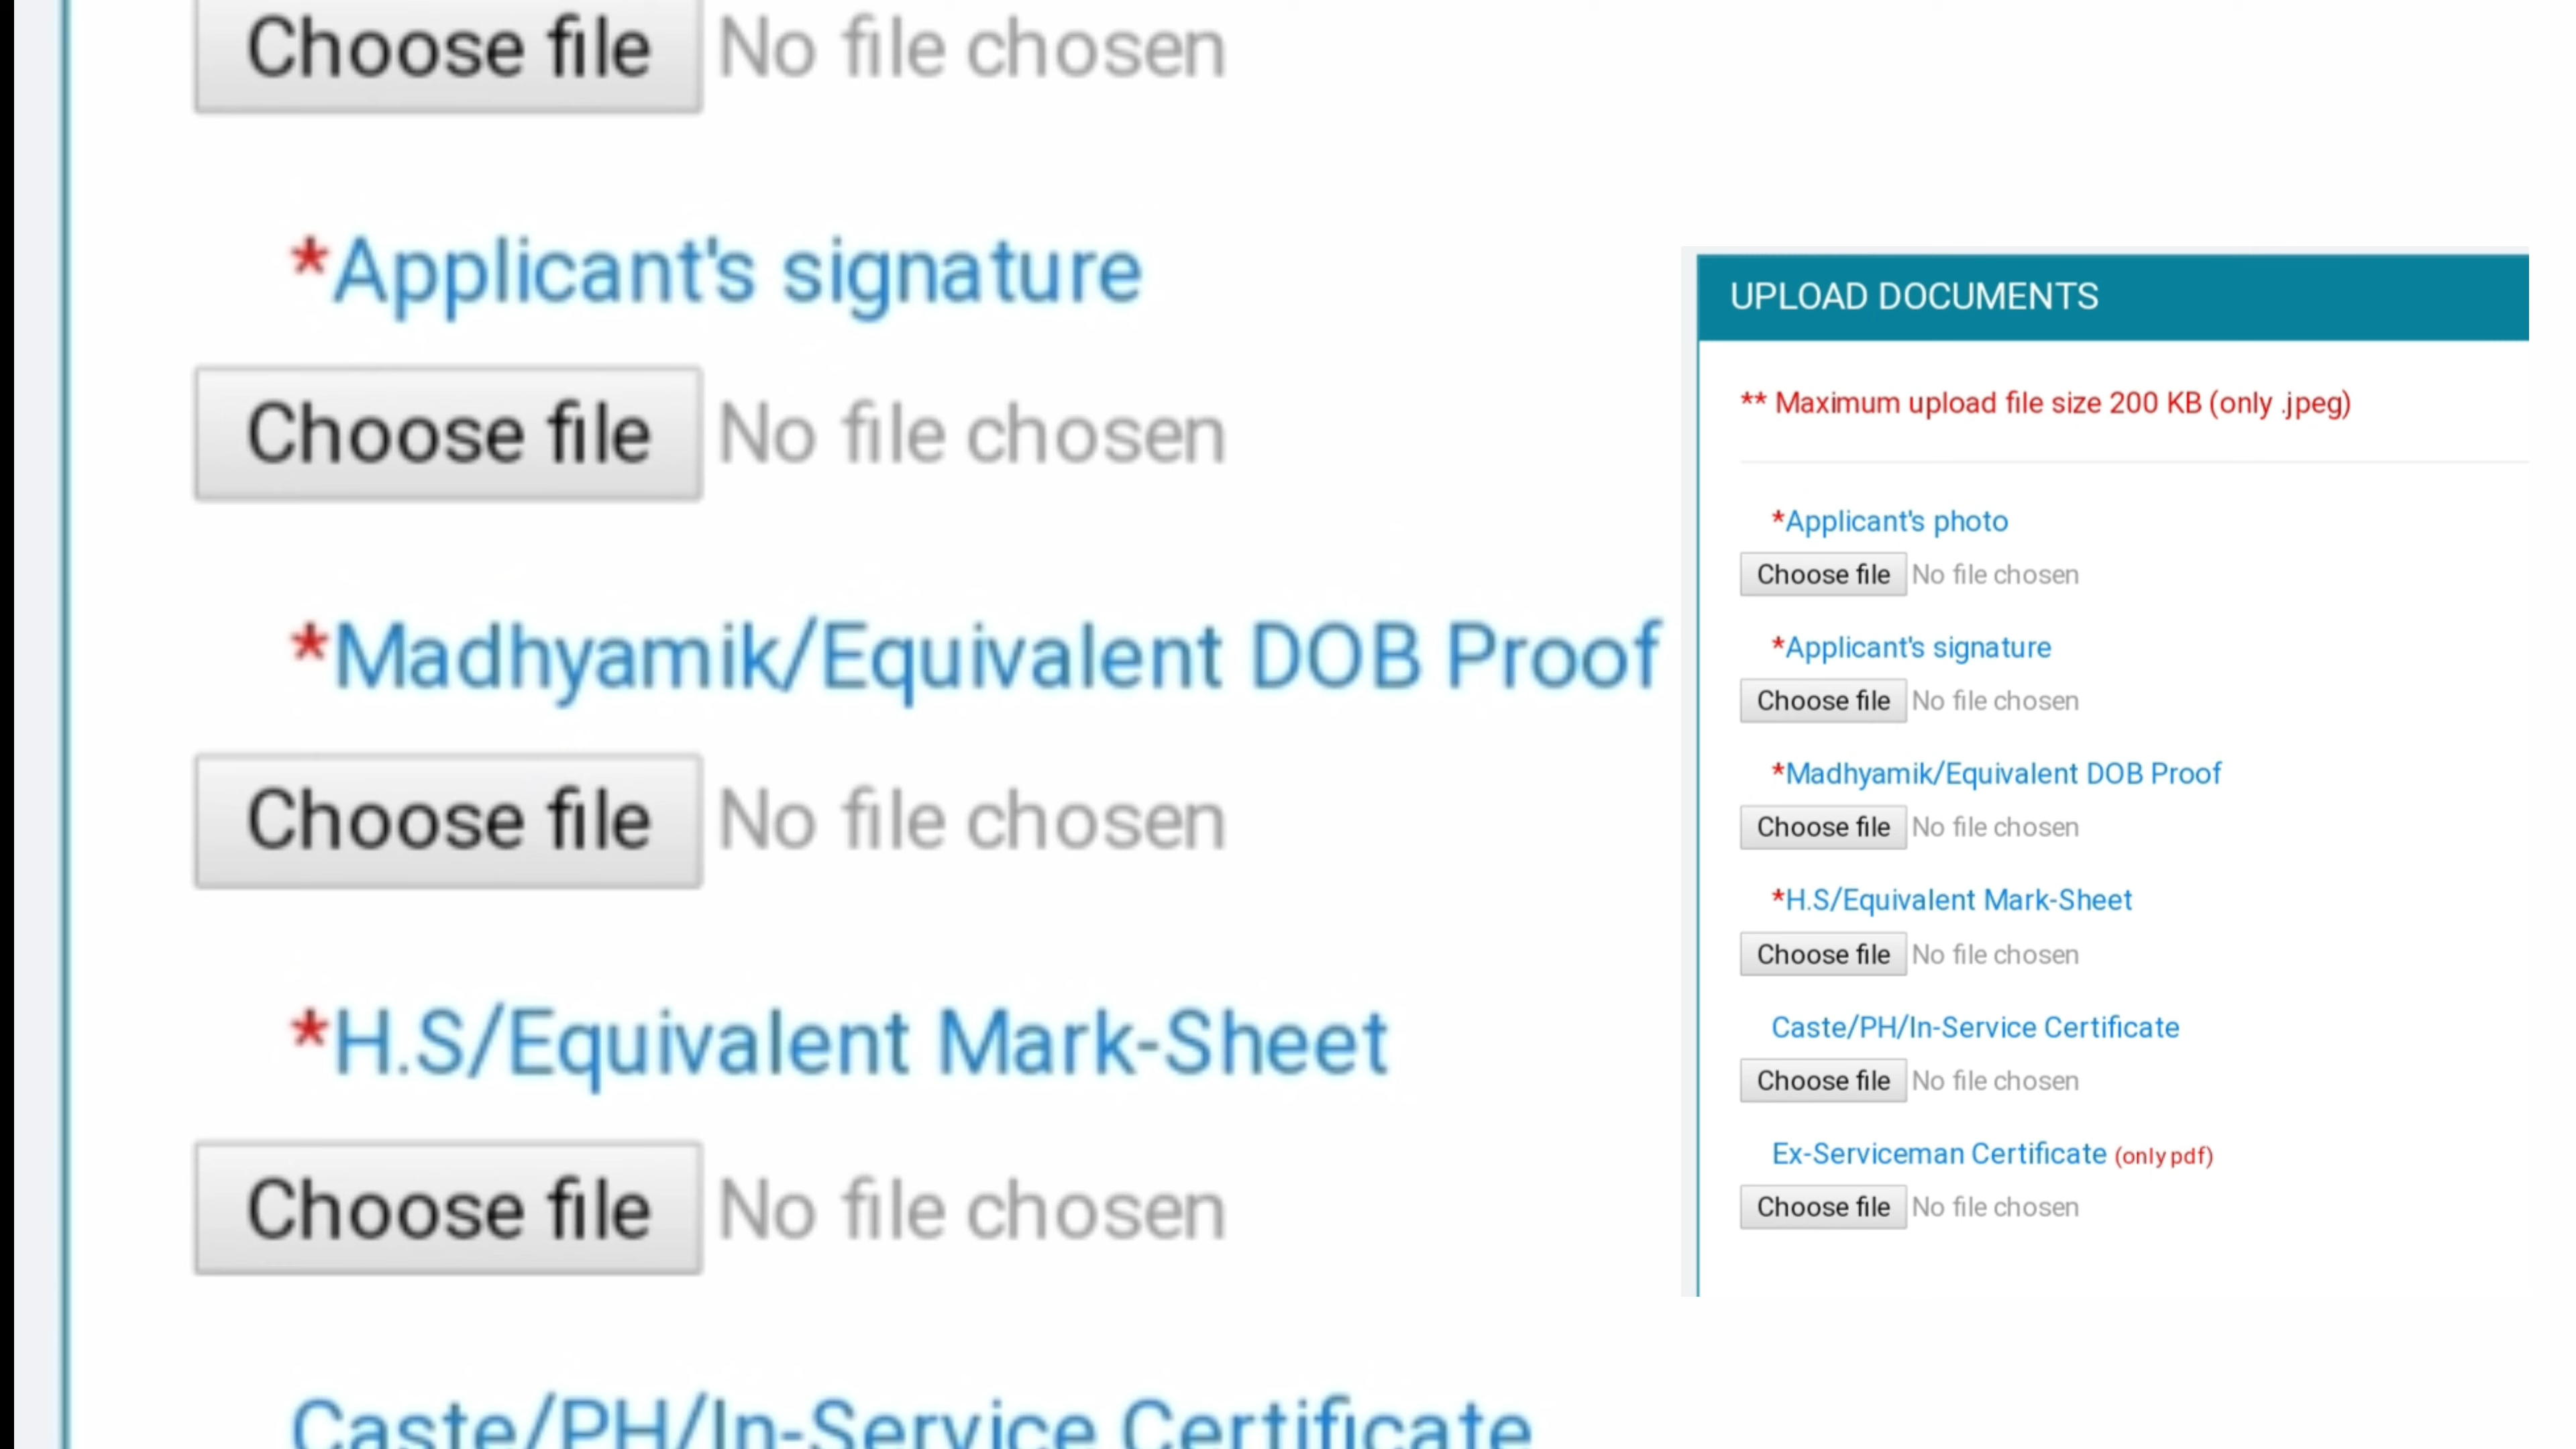 Choose file No file chosen
*Applicant's signature
Choose file No file chosen
*Madhyamik/Equivalent DOB Proof
Choose file No file chosen
*H.S/Equivalent Mark-Sheet
Choose file No file chosen
Caste/PH/In-Service Certificate
UPLOAD DOCUMENTS
** Maximum upload file size 200 KB (only .jpeg)
*Applicant's photo
Choose file No file chosen
*Applicant's signature
Choose file No file chosen
*Madhyamik/Equivalent DOB Proof
Choose file No file chosen
*H.S/Equivalent Mark-Sheet
Choose file No file chosen
Caste/PH/In-Service Certificate
Choose file No file chosen
Ex-Serviceman Certificate (only pdf)
Choose file No file chosen